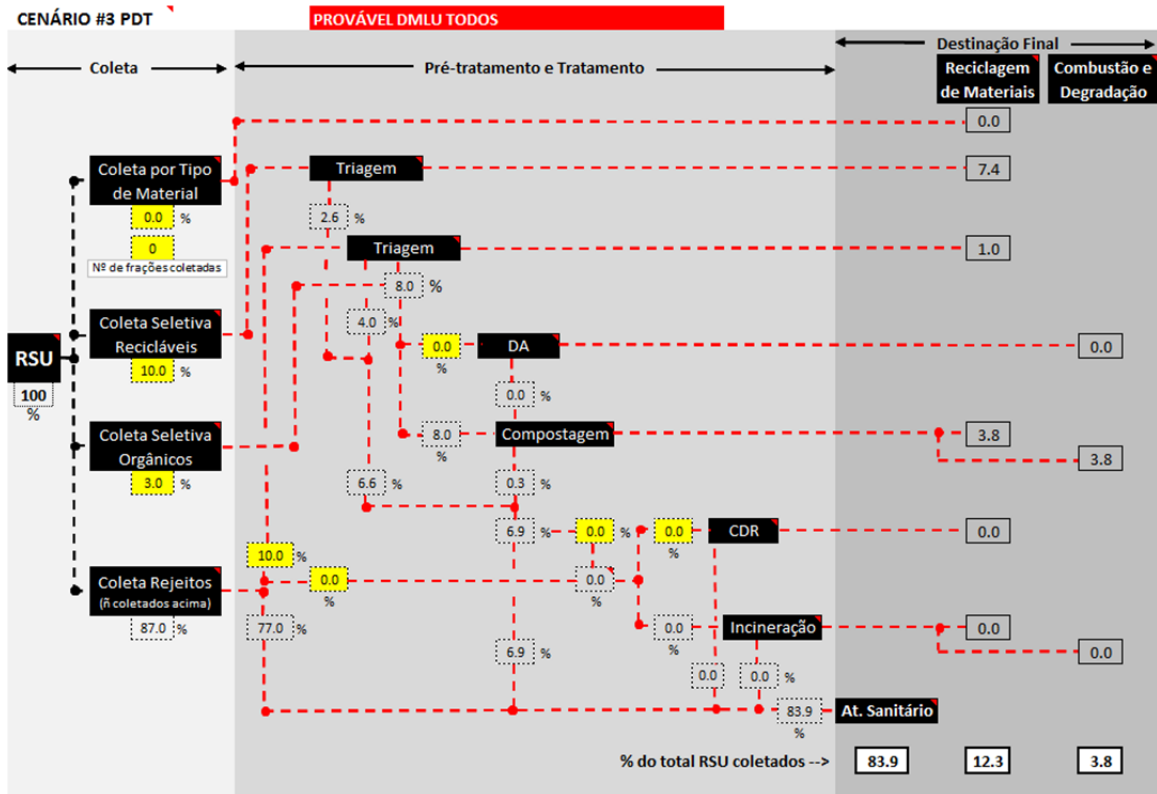 CENÁRIO #3 PDT
PROVÁVEL DMLU TODOS
Coleta
Pré-tratamento e Tratamento
Destinação Final
Reciclagem
de Materiais
Combustão e
Degradação
0.0
Coleta por Tipo
de Material
0.0 %
0
Nº de frações coletadas
Triagem
7.4
2.6 %
Triagem
1.0
8.0 %
4.0 %
Coleta Seletiva
Recicláveis
10.0 %
RSU
100
%
0.0
%
DA
0.0
0.0 %
Coleta Seletiva
Orgânicos
3.0 %
8.0
%
Compostagem
3.8
3.8
6.6 %
0.3 %
6.9 %
0.0 %
0.0
%
CDR
0.0
10.0 %
Coleta Rejeitos
(ñ coletados acima)
87.0 %
0.0
%
0.0
%
77.0 %
0.0
%
Incineração
0.0
0.0
6.9 %
0.0
0.0 %
83.9
%
At. Sanitário
% do total RSU coletados -->
83.9
12.3
3.8